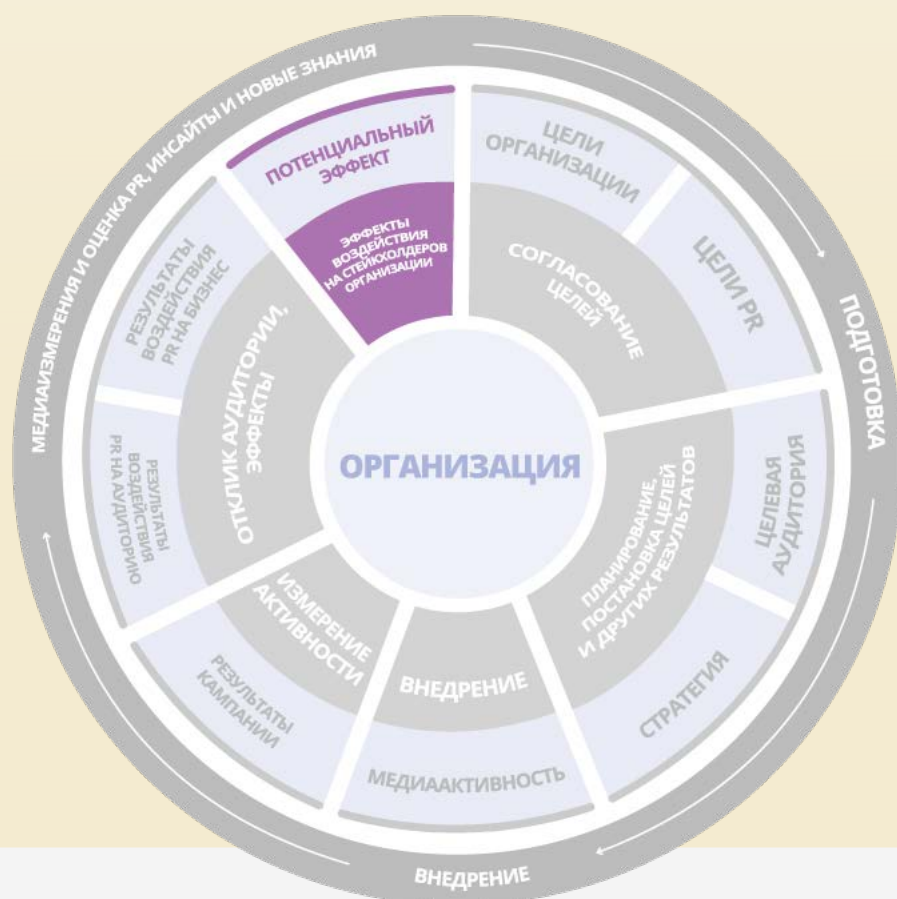 МЕДИАИЗМЕРЕНИЯ И ОЦЕНКА PR, ИНСАЙТЫ И НОВЫЕ ЗНАНИЯ
ПОДГОТОВКА
ВНЕДРЕНИЕ
ПОТЕНЦИАЛЬНЫЙ
ЭФФЕКТ
ЭФФЕКТЫ
ВОЗДЕЙСТВИЯ
НА СТЕЙКХОЛДЕРОВ
ОРГАНИЗАЦИИ
ЦЕЛИ
ОРГАНИЗАЦИИ
ЦЕЛИ PR
СОГЛАСОВАНИЕ
ЦЕЛЕЙ
ЦЕЛЕВАЯ
АУДИТОРИЯ
СТРАТЕГИЯ
ПЛАНИРОВАНИЕ,
ПОСТАНОВКА ЦЕЛЕЙ
И ДРУГИХ РЕЗУЛЬТАТОВ
ВНЕДРЕНИЕ
МЕДИААКТИВНОСТЬ
ИЗМЕРЕНИЕ
АКТИВНОСТИ
РЕЗУЛЬТАТЫ
КАМПАНИИ
ОТКЛИК АУДИТОРИИ,
ЭФФЕКТЫ
РЕЗУЛЬТАТЫ
ВОЗДЕЙСТВИЯ
PR НА АУДИТОРИЮ
РЕЗУЛЬТАТЫ
ВОЗДЕЙСТВИЯ
PR НА БИЗНЕС
ОРГАНИЗАЦИЯ